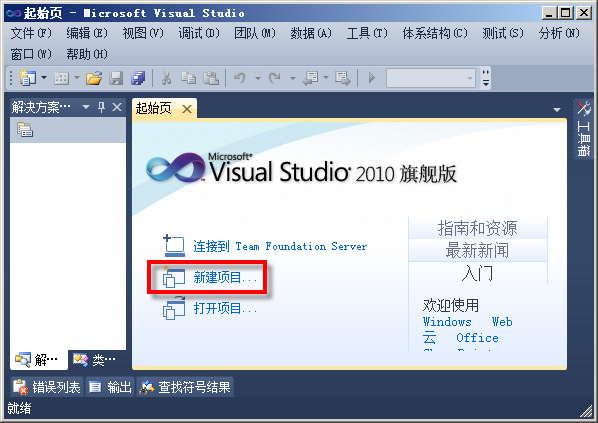 起始页 - Microsoft Visual Studio
文件(F) 编辑(E) 视图(V) 调试(D) 团队(M) 数据(A) 工具(T) 体系结构(C) 测试(S) 分析(N)
窗口(W) 帮助(H)
解决方案…
起始页
工具箱
Microsoft®
Visual Studio® 2010 旗舰版
连接到 Team Foundation Server
新建项目...
打开项目...
指南和资源
最新新闻
入门
欢迎使用
Windows Web
云 Office
解… 类…
错误列表 输出 查找符号结果
就绪